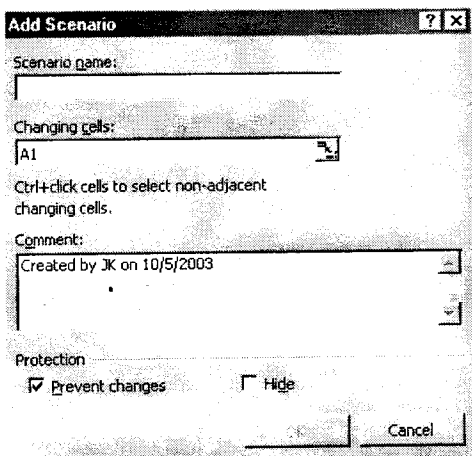 Add Scenario
Scenario name:
Changing cells:
A1
Ctrl+click cells to select non-adjacent
changing cells.
Comment:
Created by JK on 10/5/2003
Protection
Prevent changes Hide
Cancel